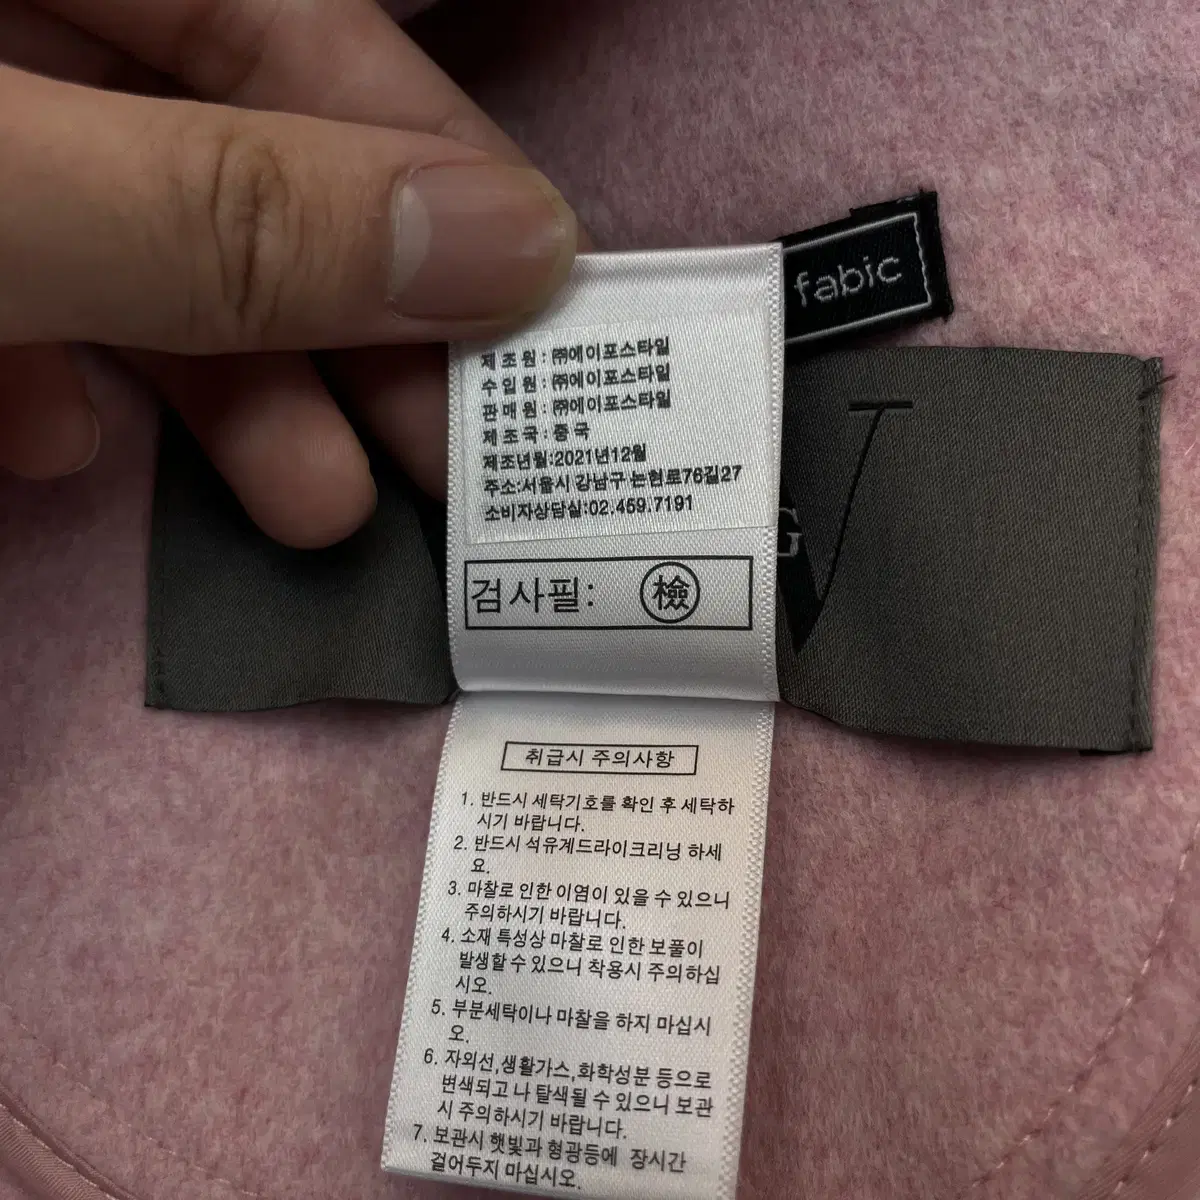 fabic
제 조 원 : ㈜에이포스타일
수 입 원 : ㈜에이포스타일
판 매 원 : ㈜에이포스타일
제 조 국 : 중국
제조년월:2021년12월
주소:서울시 강남구 논현로76길27
소비자상담실:02.459.7191
G
V
검사필: 檢
취급시 주의사항
1. 반드시 세탁기호를 확인 후 세탁하
시기 바랍니다.
2. 반드시 석유계드라이크리닝 하세
요.
3. 마찰로 인한 이염이 있을 수 있으니
주의하시기 바랍니다.
4. 소재 특성상 마찰로 인한 보풀이
발생할 수 있으니 착용시 주의하십
시오.
5. 부분세탁이나 마찰을 하지 마십시
오.
6. 자외선,생활가스,화학성분 등으로
변색되고 나 탈색될 수 있으니 보관
시 주의하시기 바랍니다.
7. 보관시 햇빛과 형광등에 장시간
걸어두지 마십시오.